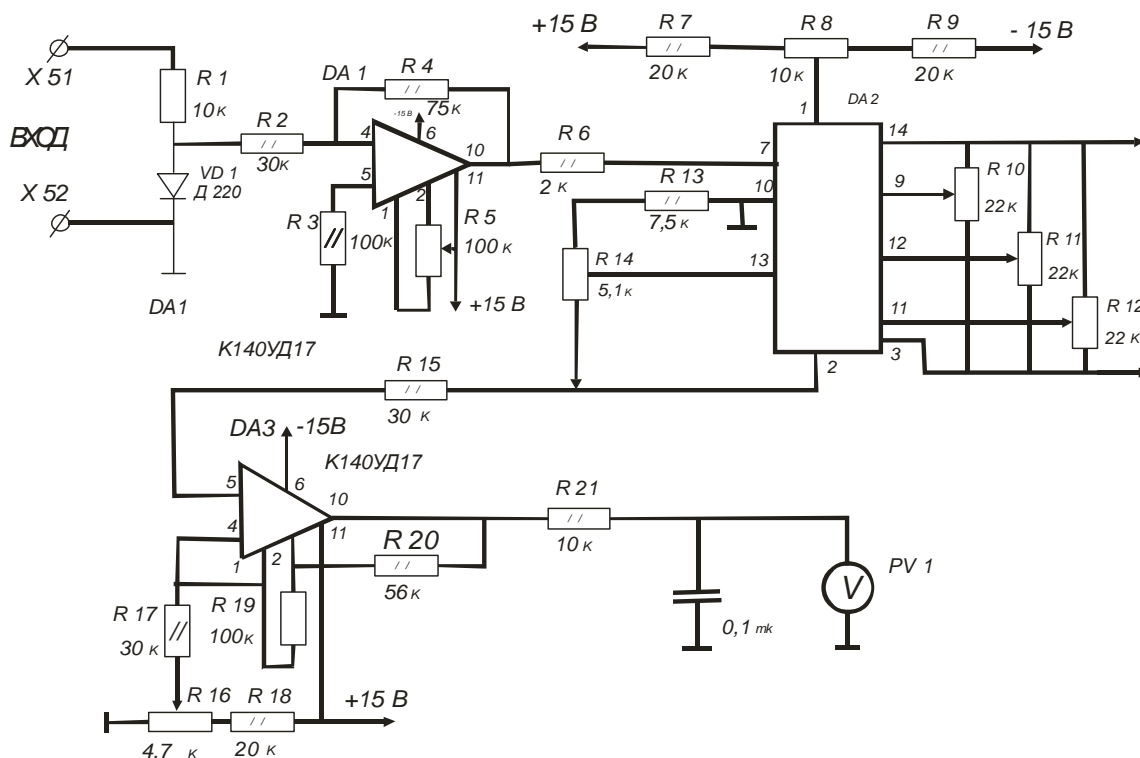 +15 В
R 7
20 к
R 8
10 к
R 9
20 к
- 15 В
X 51
R 1
10 к
ВХОД
X 52
VD 1
Д 220
R 2
30к
DA 1
R 4
75 к
-15 В
4
5
6
10
11
1
2
R 3
100к
R 5
100 к
+15 В
DA1
К140УД17
R 6
2 к
R 13
7,5 к
R 14
5,1 к
1
DA 2
7
10
13
14
9
12
11
3
2
R 10
22 к
R 11
22к
R 12
22 к
R 15
30 к
DA3
-15В
К140УД17
5
4
6
10
11
1
2
R 20
56 к
R 21
10 к
R 17
30 к
R 19
100к
R 16
4.7 к
R 18
20 к
+15 В
0,1 mk
V
PV 1